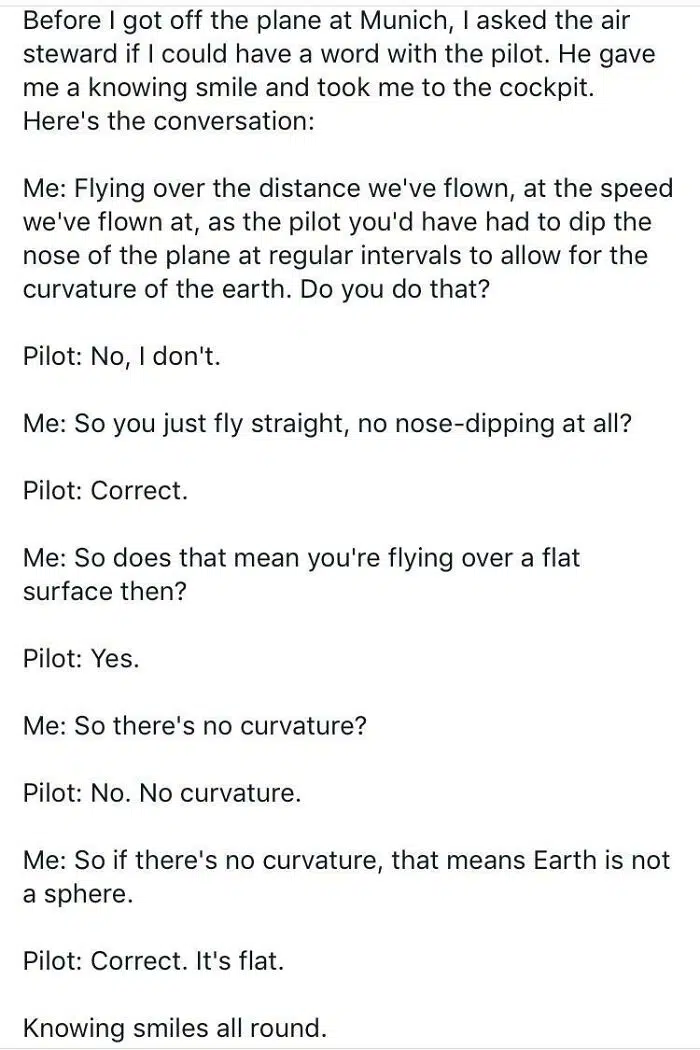 Before I got off the plane at Munich, I asked the air
steward if I could have a word with the pilot. He gave
me a knowing smile and took me to the cockpit.
Here's the conversation:
Me: Flying over the distance we've flown, at the speed
we've flown at, as the pilot you'd have had to dip the
nose of the plane at regular intervals to allow for the
curvature of the earth. Do you do that?
Pilot: No, I don't.
Me: So you just fly straight, no nose-dipping at all?
Pilot: Correct.
Me: So does that mean you're flying over a flat
surface then?
Pilot: Yes.
Me: So there's no curvature?
Pilot: No. No curvature.
Me: So if there's no curvature, that means Earth is not
a sphere.
Pilot: Correct. It's flat.
Knowing smiles all round.